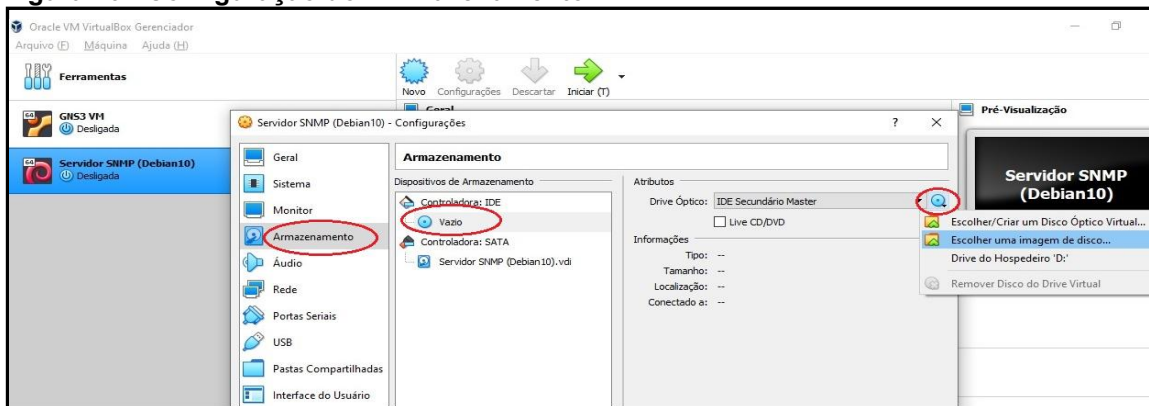 Oracle VM VirtualBox Gerenciador
Arquivo (F) Máquina Ajuda (H)
Ferramentas
Novo Configurações Descartar Iniciar (T)
GNS3 VM
Desligada
Servidor SNMP (Debian10)
Desligada
Geral
Pré-Visualização
Servidor SNMP
(Debian10)
Servidor SNMP (Debian10) - Configurações ? ×
Geral
Sistema
Monitor
Armazenamento
Áudio
Rede
Portas Seriais
USB
Pastas Compartilhadas
Interface do Usuário
Armazenamento
Dispositivos de Armazenamento
Controladora: IDE
Vazio
Controladora: SATA
Servidor SNMP (Debian10).vdi
Atributos
Drive Óptico: IDE Secundário Master
Live CD/DVD
Informações
Tipo: --
Tamanho: --
Localização: --
Conectado a: --
Escolher/Criar um Disco Óptico Virtual...
Escolher uma imagem de disco...
Drive do Hospedeiro 'D:'
Remover Disco do Drive Virtual